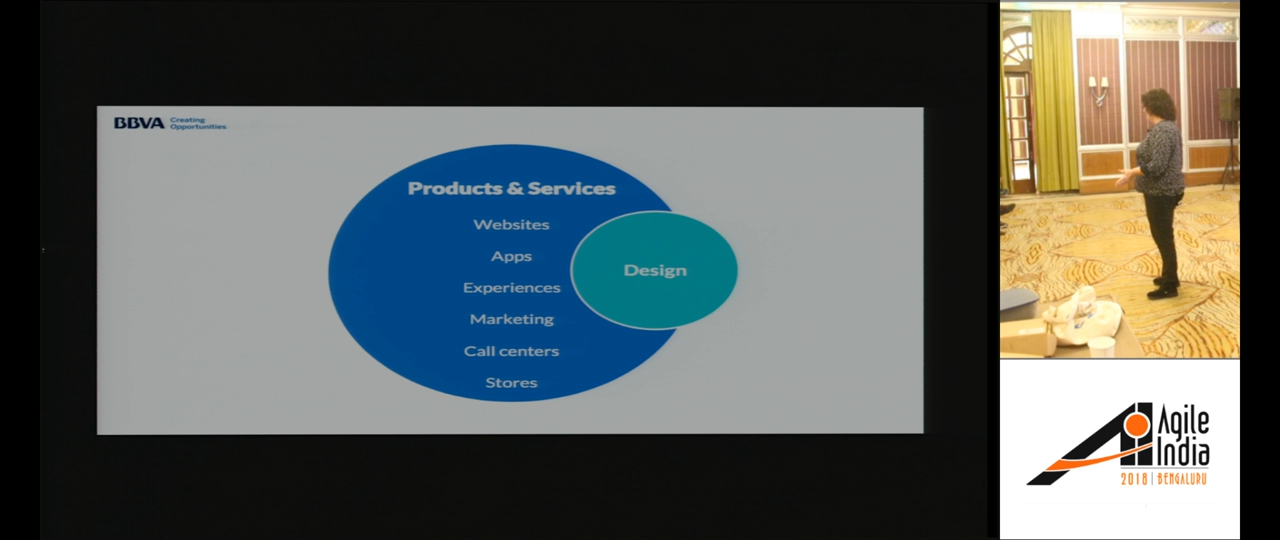 BBVA Creating
Opportunities
Products & Services
Websites
Apps
Experiences
Marketing
Call centers
Stores
Design
Agile
India
2018 | BENGALURU